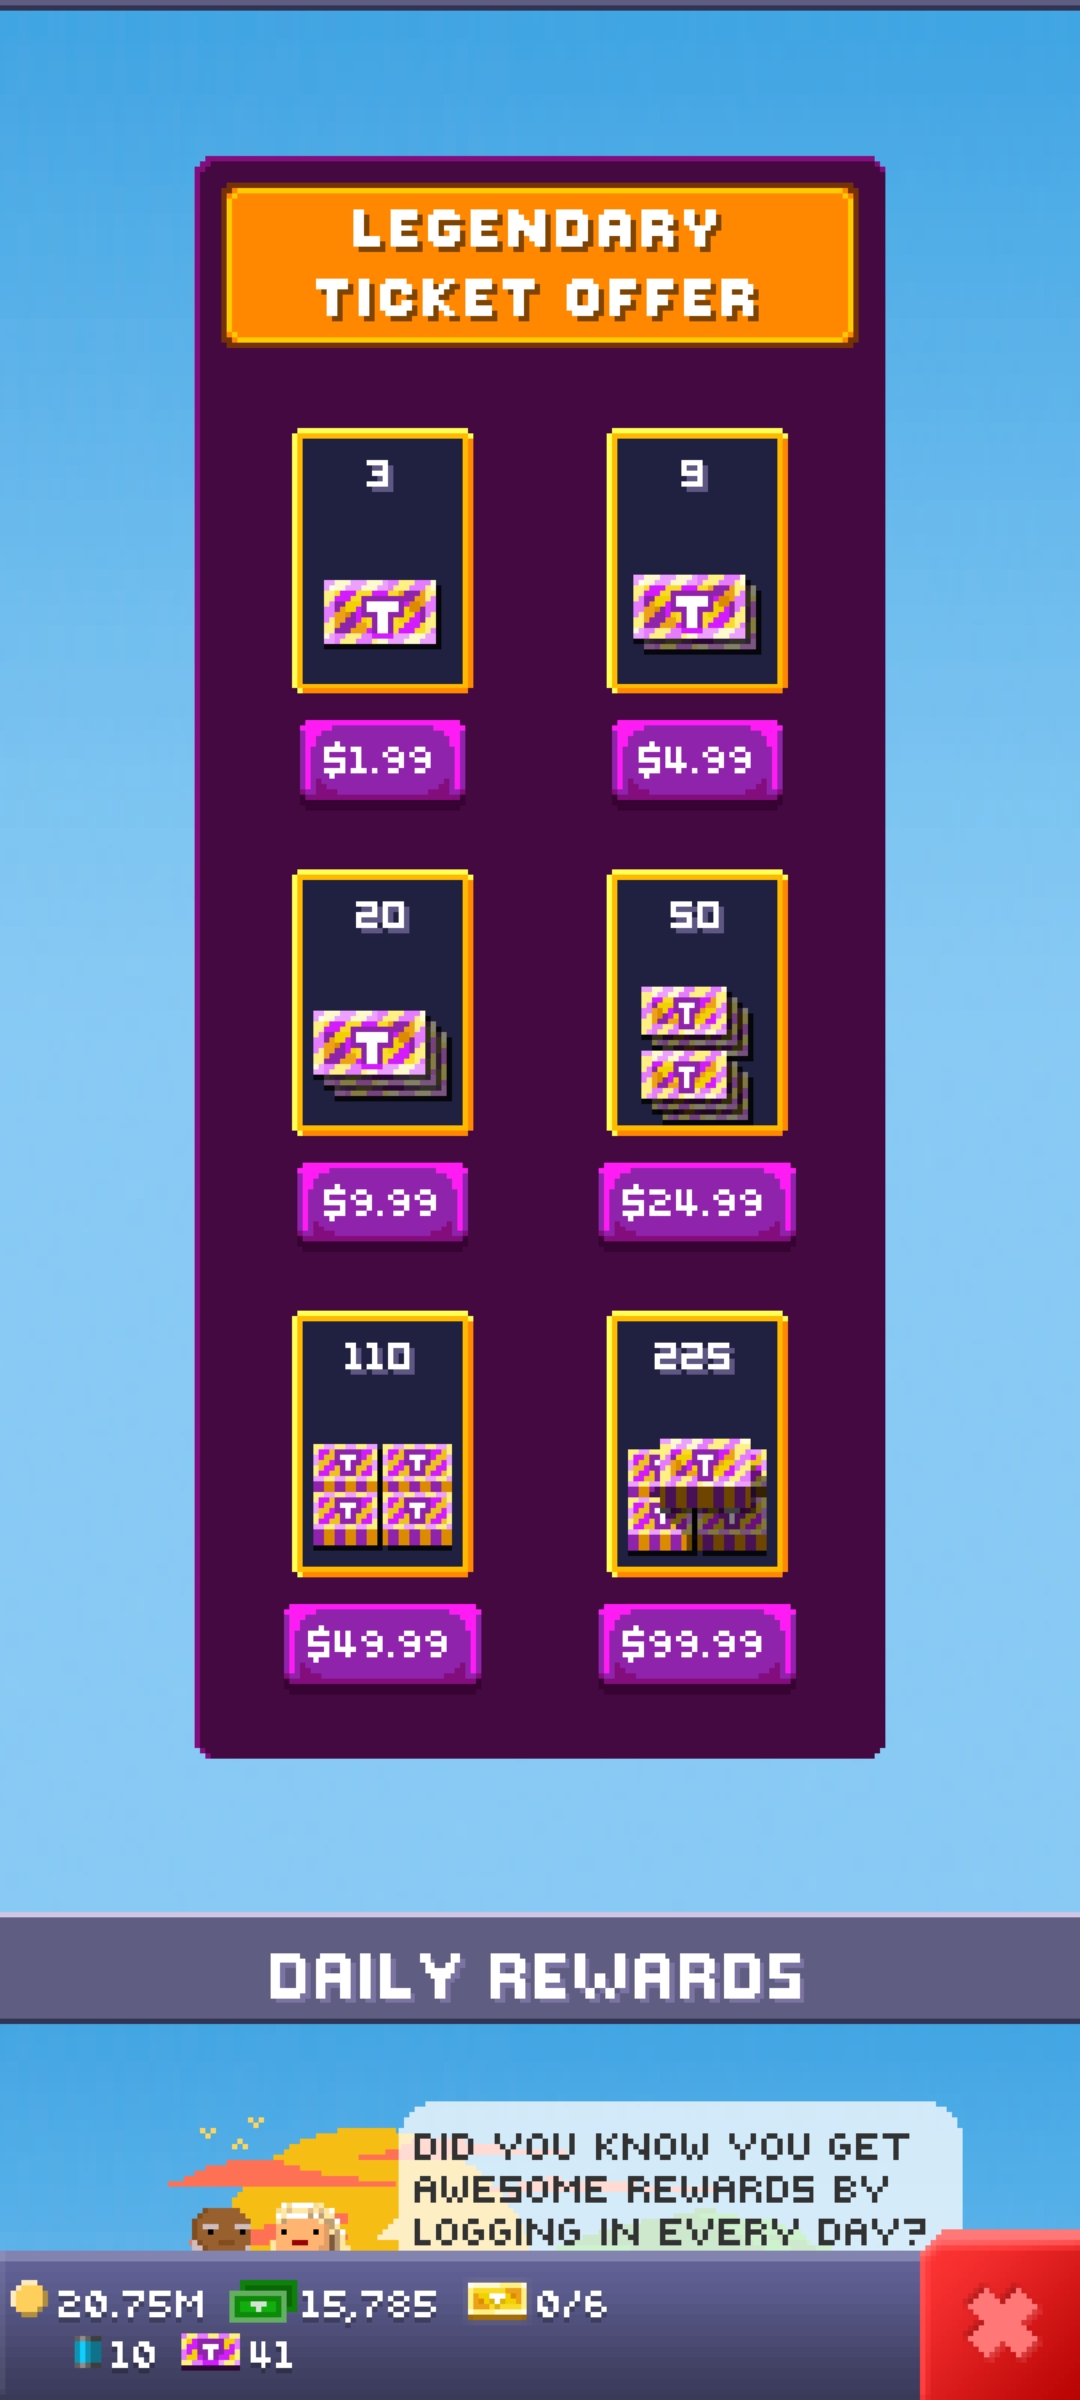 LEGENDARY
TICKET OFFER
3
9
T
T
$1.99
$4.99
20
50
T
T
T
$9.99
$24.99
110
225
T T
T T
T
T T
$49.99
$99.99
DAILY REWARDS
DID YOU KNOW YOU GET
AWESOME REWARDS BY
LOGGING IN EVERY DAY?
20.75M 15,785 0/6
10 T 41